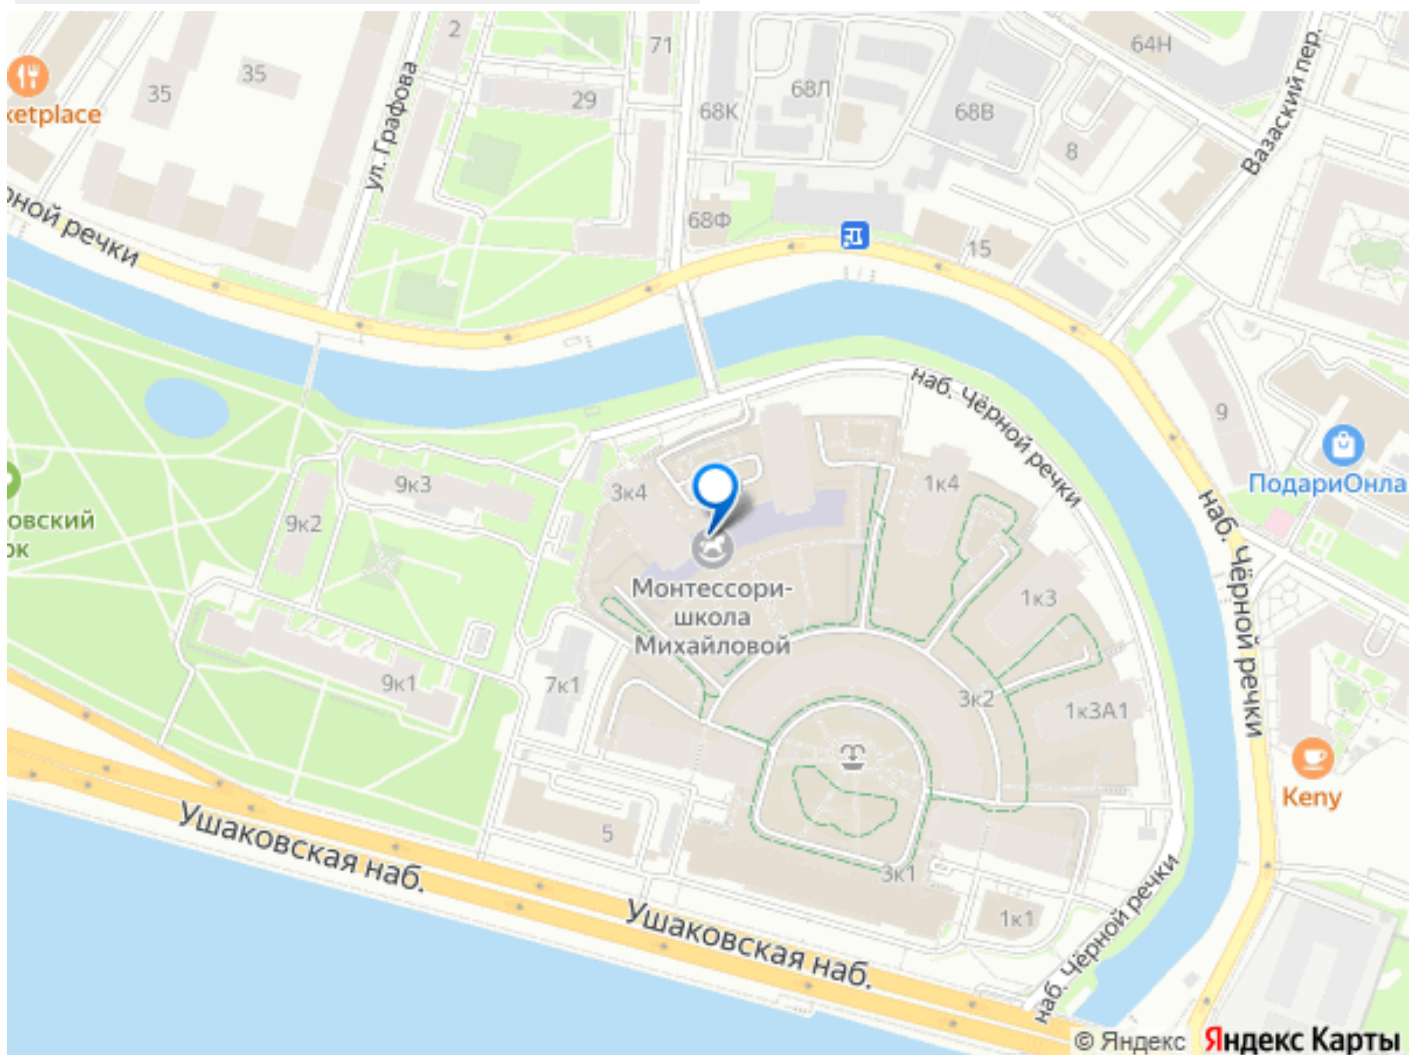 2
71
64Н
Вазаский пер.
35
35
ketplace
ул. Графова
29
68К
68Л
68В
8
68Ф
15
рной речки
наб. Чёрной речки
9
ПодариОнла
3к4
1к4
9к3
9к2
овский
ок
Монтессори-
школа
Михайловой
1к3
наб. Чёрной речки
7к1
9к1
3к2
1к3А1
Keny
Ушаковская наб.
5
3к1
1к1
наб. Чёрной речки
Ушаковская наб.
© Яндекс Яндекс Карты